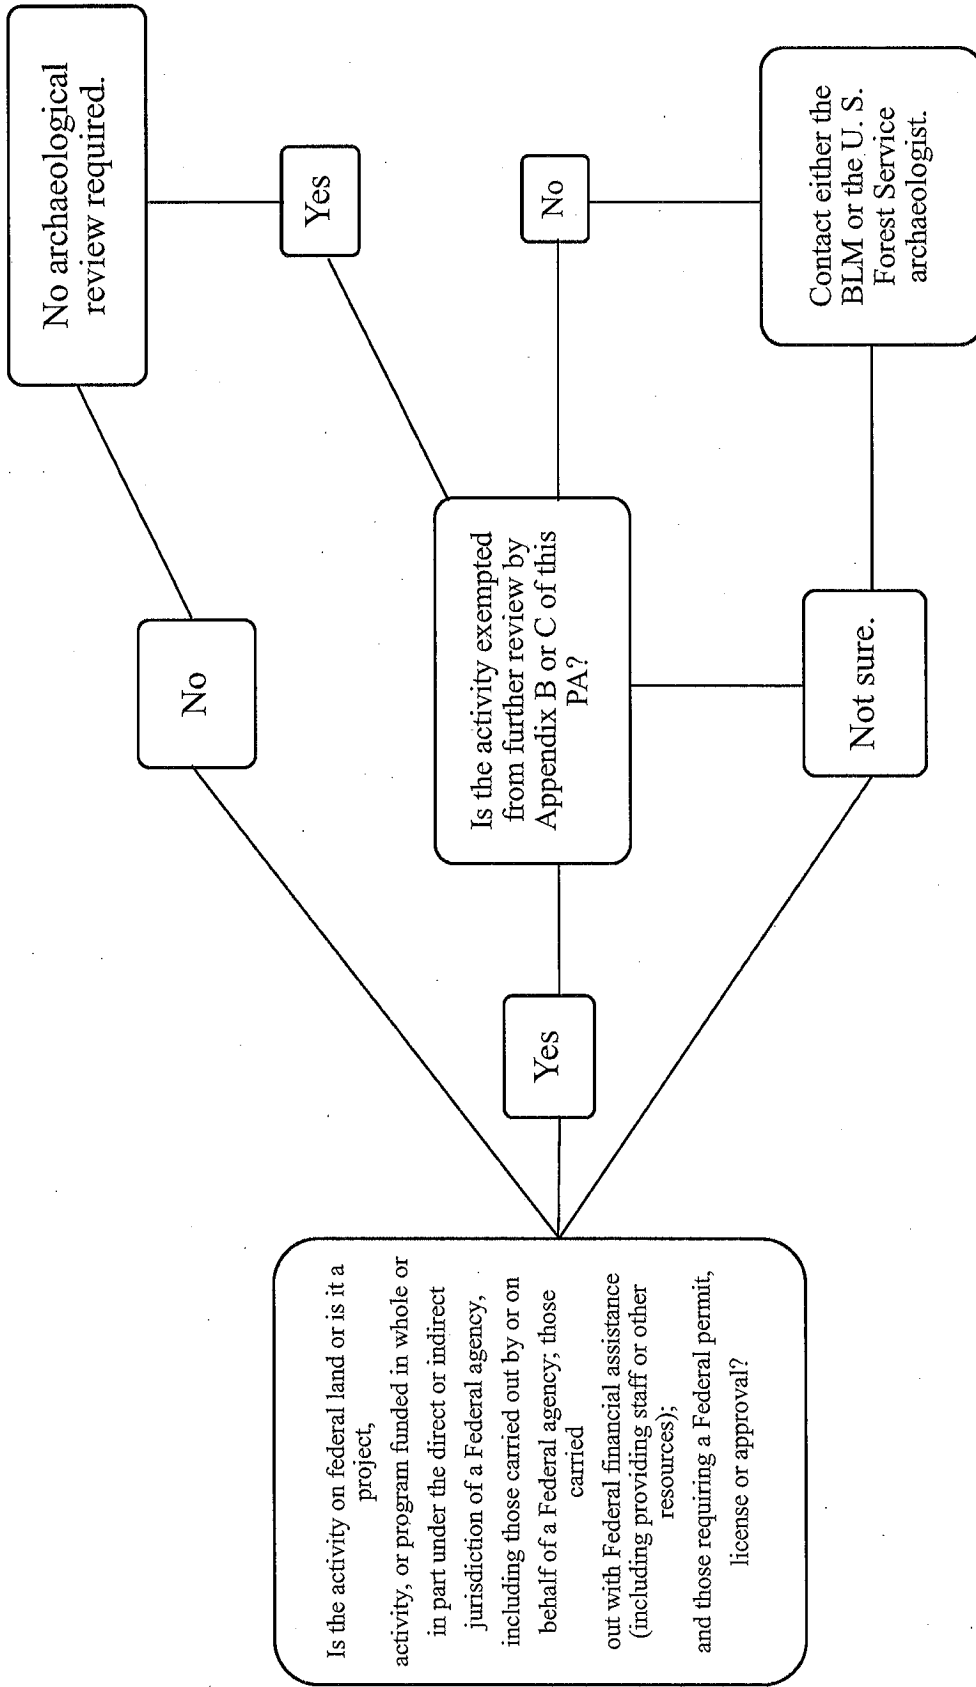 Is the activity on federal land or is it a
project,
activity, or program funded in whole or
in part under the direct or indirect
jurisdiction of a Federal agency,
including those carried out by or on
behalf of a Federal agency; those
carried
out with Federal financial assistance
(including providing staff or other
resources);
and those requiring a Federal permit,
license or approval?
No
Yes
Not sure.
Is the activity exempted
from further review by
Appendix B or C of this
PA?
Yes
No
No archaeological
review required.
Contact either the
BLM or the U. S.
Forest Service
archaeologist.